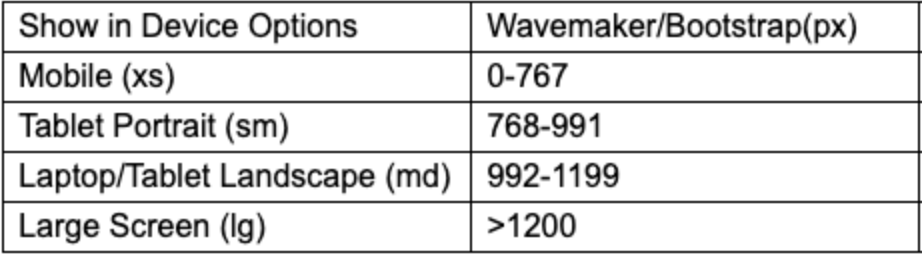 Show in Device Options Wavemaker/Bootstrap(px)
Mobile (xs) 0-767
Tablet Portrait (sm) 768-991
Laptop/Tablet Landscape (md) 992-1199
Large Screen (lg) >1200